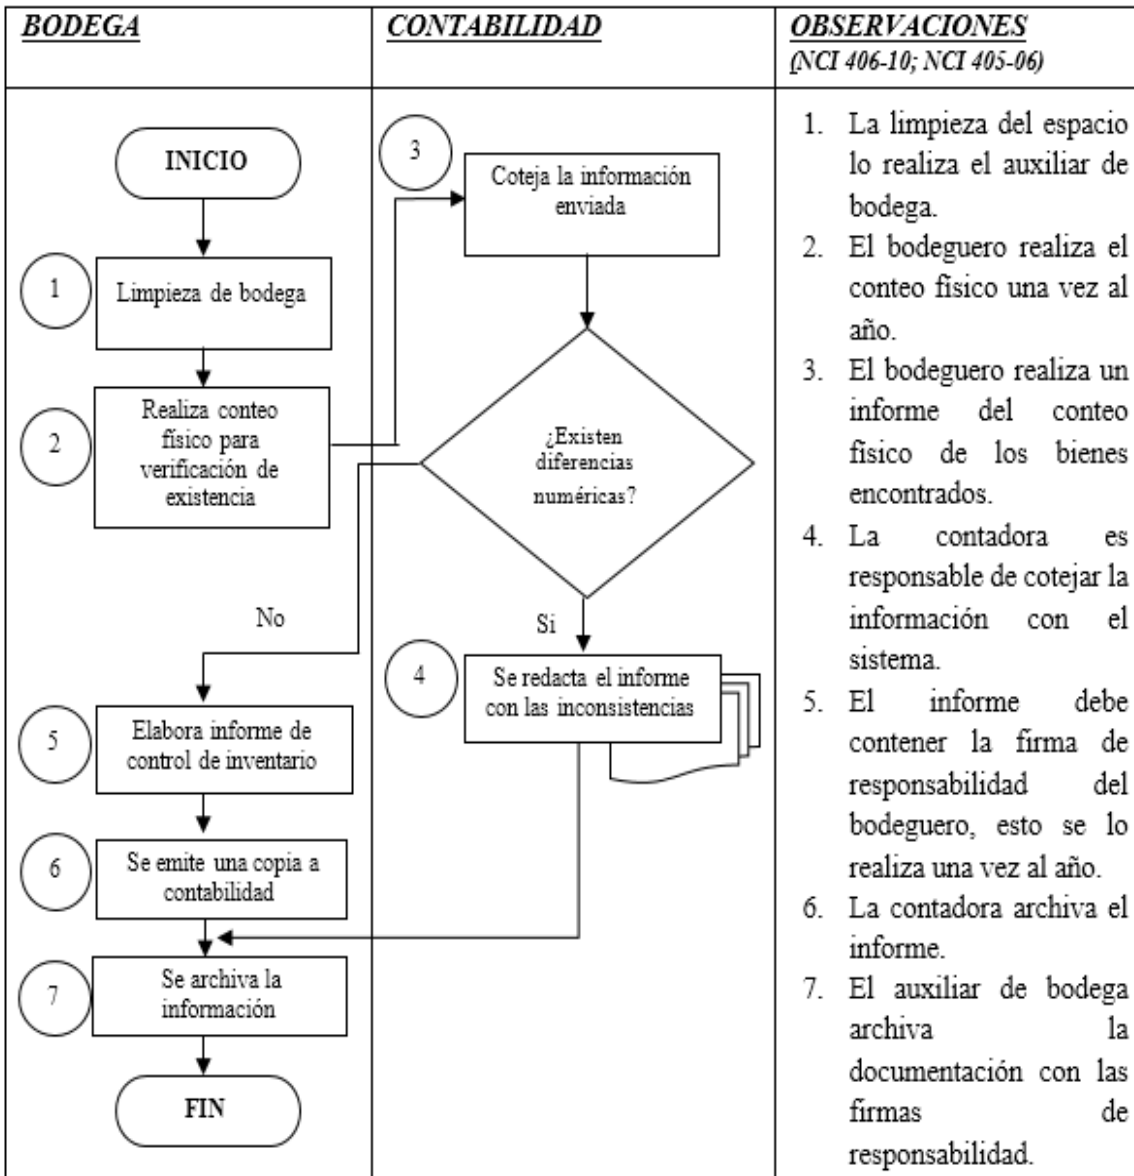 BODEGA
CONTABILIDAD
OBSERVACIONES
(NCI 406-10; NCI 405-06)
INICIO
1
Limpieza de bodega
2
Realiza conteo
físico para
verificación de
existencia
3
Coteja la información
enviada
¿Existen
diferencias
numéricas?
No
Si
4
Se redacta el informe
con las inconsistencias
5
Elabora informe de
control de inventario
6
Se emite una copia a
contabilidad
7
Se archiva la
información
FIN
1. La limpieza del espacio
lo realiza el auxiliar de
bodega.
2. El bodeguero realiza el
conteo físico una vez al
año.
3. El bodeguero realiza un
informe del conteo
físico de los bienes
encontrados.
4. La contadora es
responsable de cotejar la
información con el
sistema.
5. El informe debe
contener la firma de
responsabilidad del
bodeguero, esto se lo
realiza una vez al año.
6. La contadora archiva el
informe.
7. El auxiliar de bodega
archiva la
documentación con las
firmas de
responsabilidad.